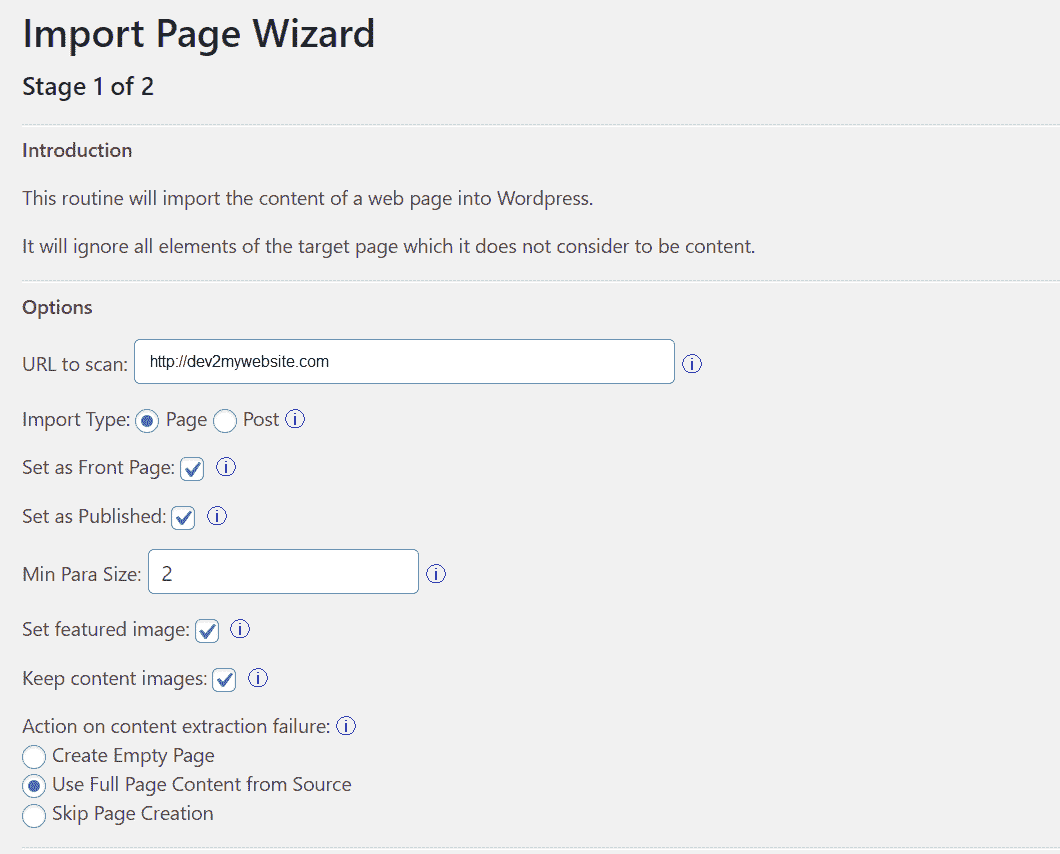 Import Page Wizard
Stage 1 of 2
Introduction
This routine will import the content of a web page into Wordpress.
It will ignore all elements of the target page which it does not consider to be content.
Options
URL to scan: http://dev2mywebsite.com
Import Type: Page Post
Set as Front Page:
Set as Published:
Min Para Size: 2
Set featured image:
Keep content images:
Action on content extraction failure:
Create Empty Page
Use Full Page Content from Source
Skip Page Creation